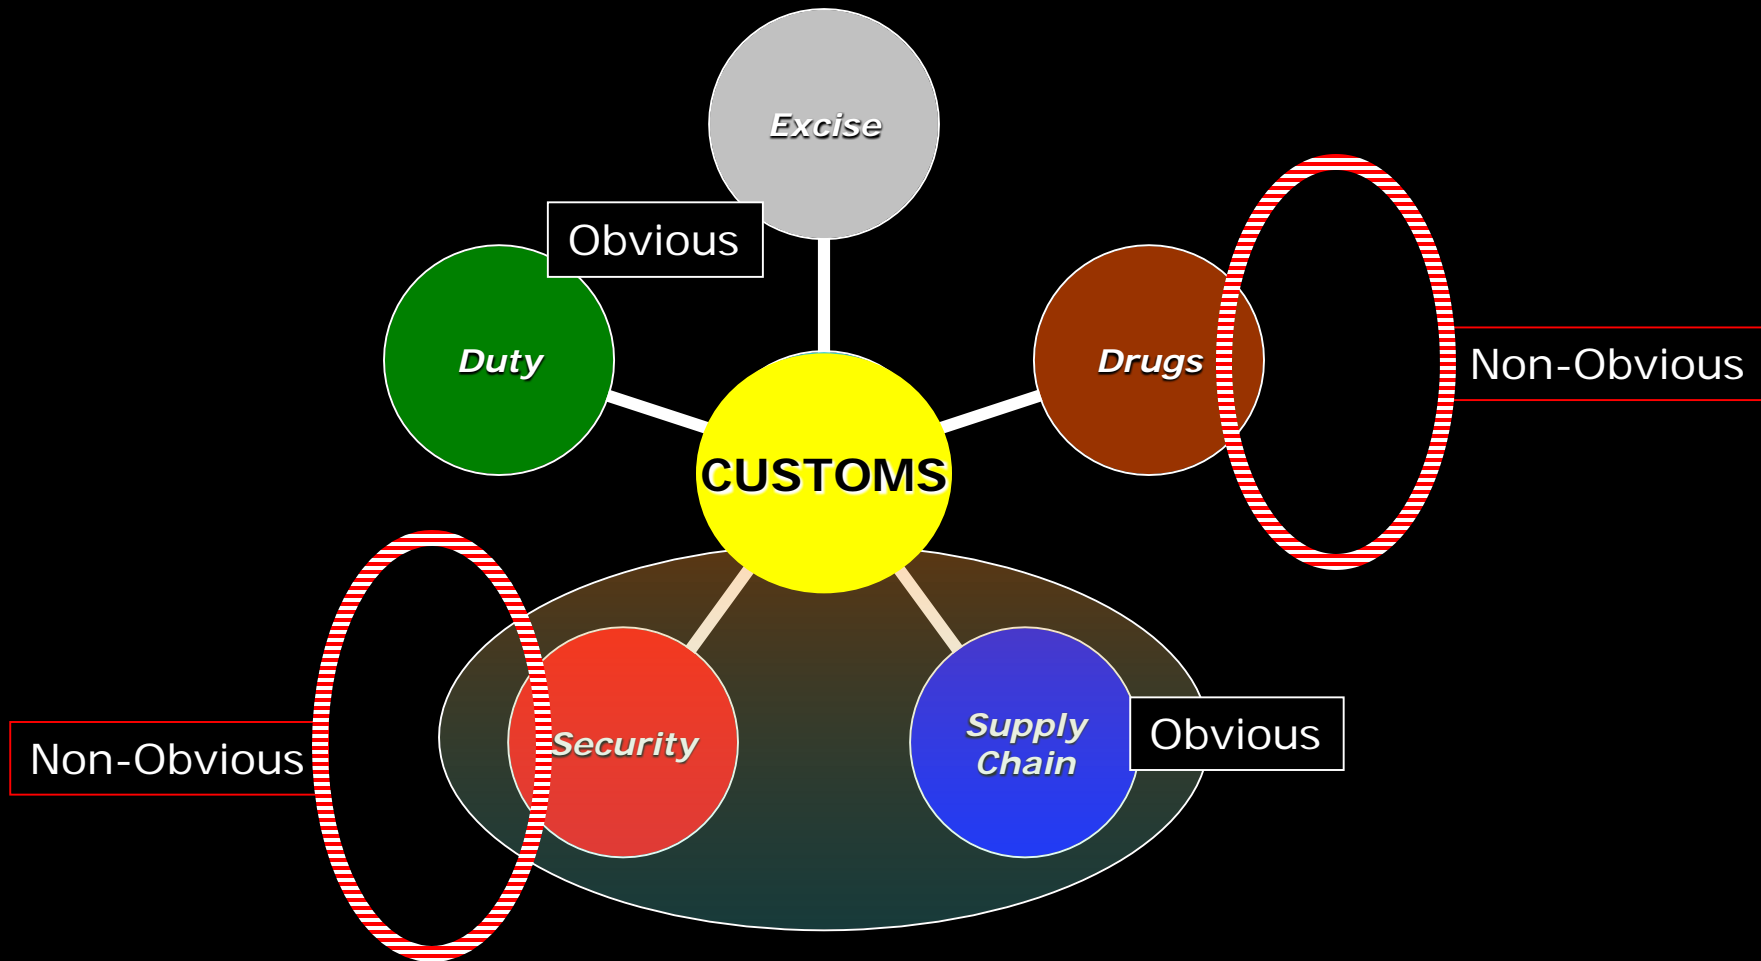 Excise
Obvious
Duty
Drugs
Non-Obvious
CUSTOMS
Security
Supply
Chain
Obvious
Non-Obvious